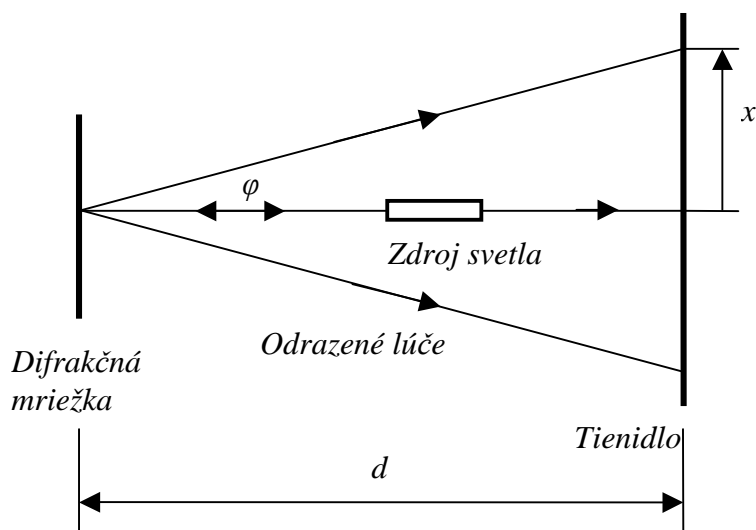 x
φ
Zdroj svetla
Odrazené lúče
Difrakčná
mriežka
Tienidlo
d